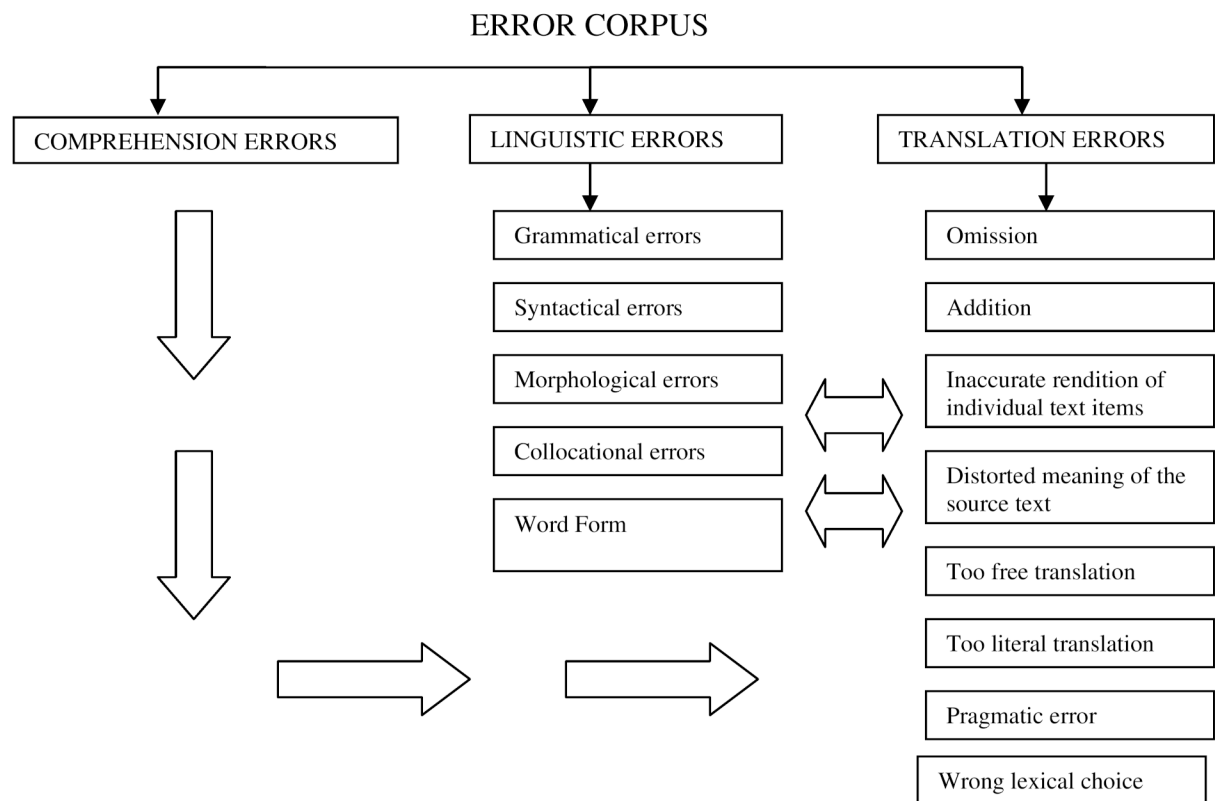 ERROR CORPUS
COMPREHENSION ERRORS
LINGUISTIC ERRORS
TRANSLATION ERRORS
Grammatical errors
Syntactical errors
Morphological errors
Collocational errors
Word Form
Omission
Addition
Inaccurate rendition of
individual text items
Distorted meaning of the
source text
Too free translation
Too literal translation
Pragmatic error
Wrong lexical choice